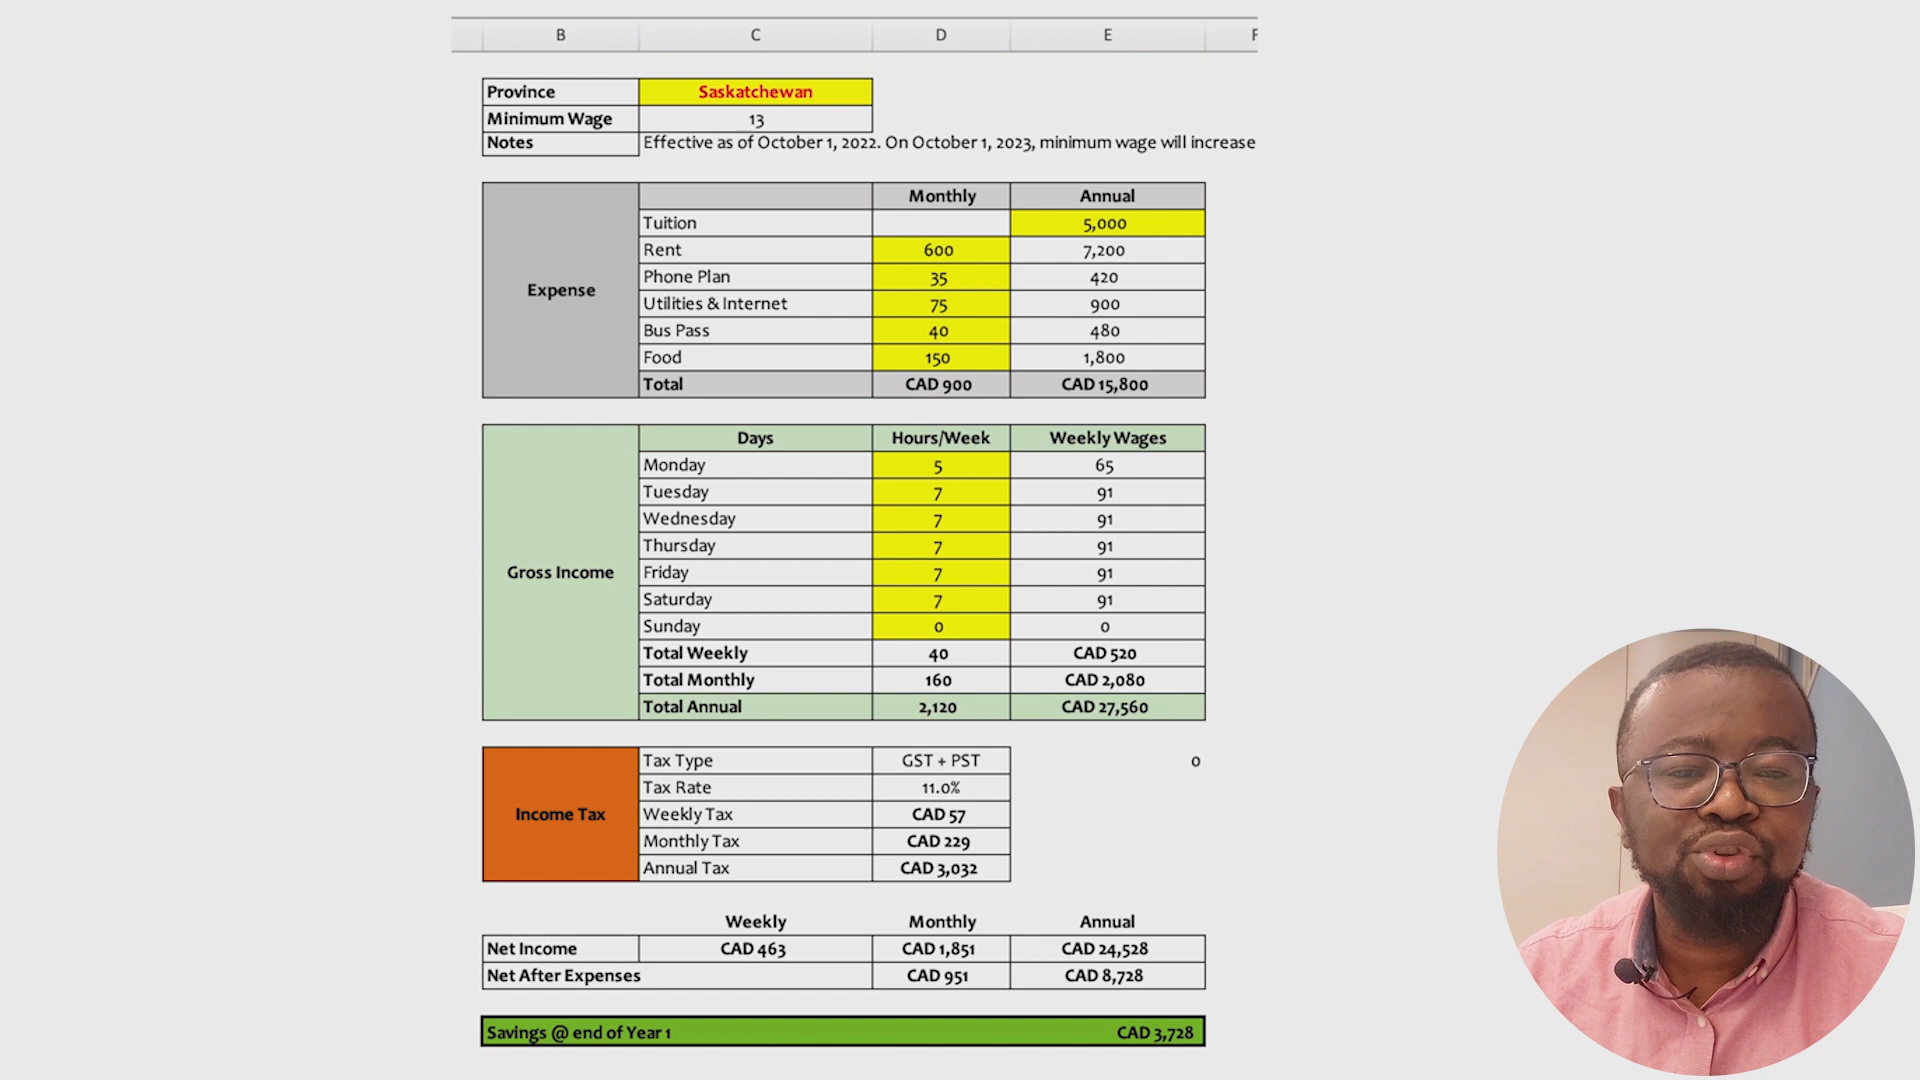 B C D E F
Province Saskatchewan
Minimum Wage 13
Notes Effective as of October 1, 2022. On October 1, 2023, minimum wage will increase
Monthly Annual
Tuition 5,000
Rent 600 7,200
Phone Plan 35 420
Expense
Utilities & Internet 75 900
Bus Pass 40 480
Food 150 1,800
Total CAD 900 CAD 15,800
Days Hours/Week Weekly Wages
Monday 5 65
Tuesday 7 91
Wednesday 7 91
Thursday 7 91
Gross Income Friday 7 91
Saturday 7 91
Sunday 0 0
Total Weekly 40 CAD 520
Total Monthly 160 CAD 2,080
Total Annual 2,120 CAD 27,560
Tax Type GST + PST 0
Tax Rate 11.0%
Income Tax Weekly Tax CAD 57
Monthly Tax CAD 229
Annual Tax CAD 3,032
Weekly Monthly Annual
Net Income CAD 463 CAD 1,851 CAD 24,528
Net After Expenses CAD 951 CAD 8,728
Savings @ end of Year 1 CAD 3,728